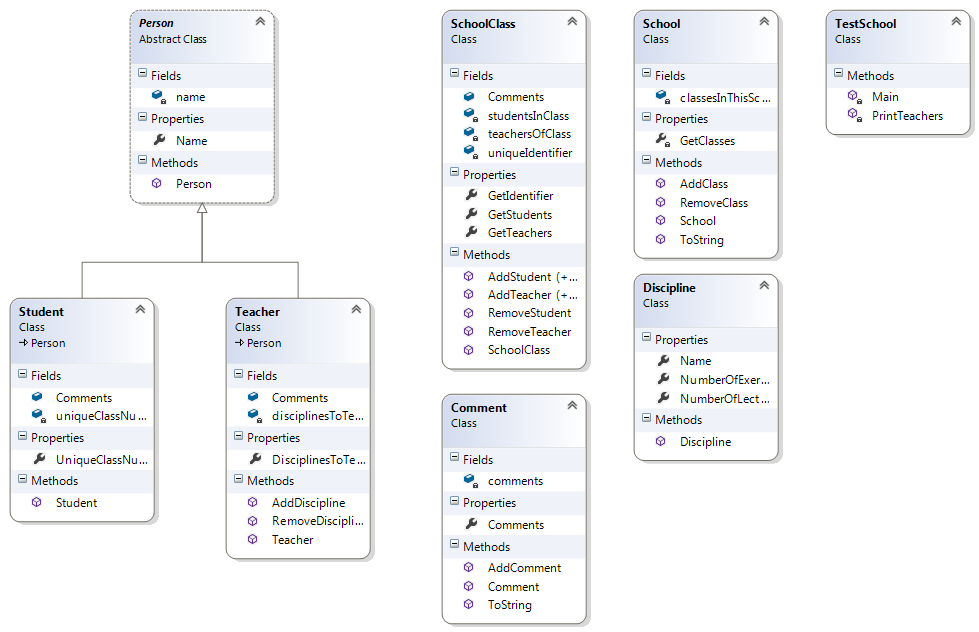 Person
Abstract Class
Fields
name
Properties
Name
Methods
Person
Student
Class
Person
Fields
Comments
uniqueClassNu...
Properties
UniqueClassNu...
Methods
Student
Teacher
Class
Person
Fields
Comments
disciplinesToTe...
Properties
DisciplinesToTe...
Methods
AddDiscipline
RemoveDiscipli...
Teacher
SchoolClass
Class
Fields
Comments
studentsInClass
teachersOfClass
uniqueIdentifier
Properties
GetIdentifier
GetStudents
GetTeachers
Methods
AddStudent (+...
AddTeacher (+...
RemoveStudent
RemoveTeacher
SchoolClass
Comment
Class
Fields
comments
Properties
Comments
Methods
AddComment
Comment
ToString
School
Class
Fields
classesInThisSc...
Properties
GetClasses
Methods
AddClass
RemoveClass
School
ToString
Discipline
Class
Properties
Name
NumberOfExer...
NumberOfLect...
Methods
Discipline
TestSchool
Class
Methods
Main
PrintTeachers